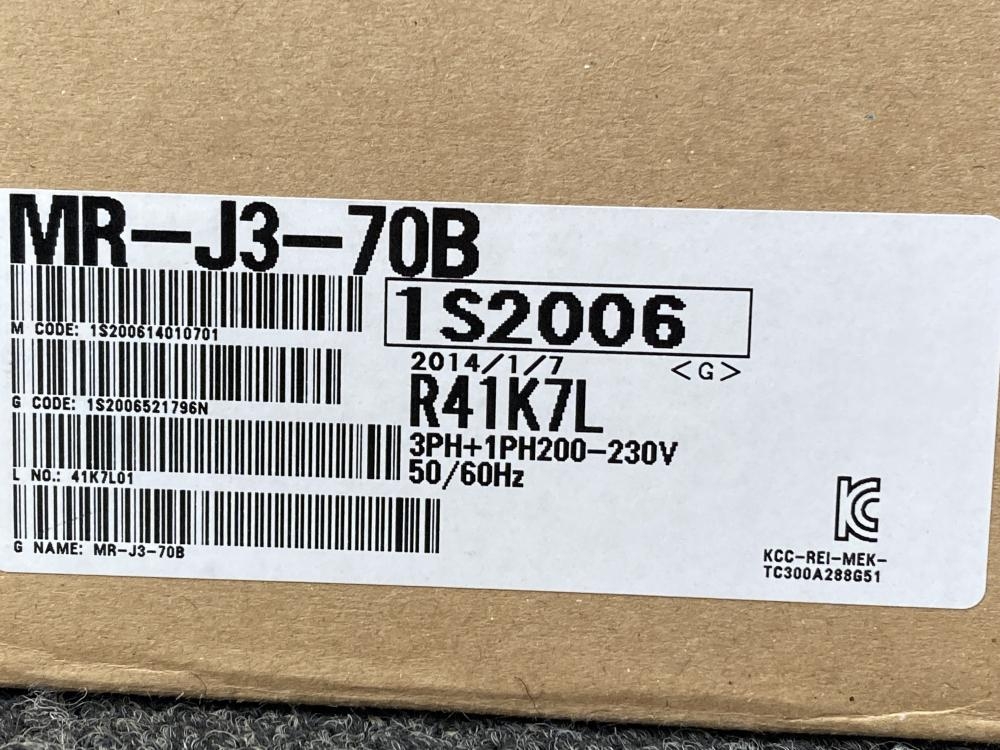 MR-J3-70B
M CODE: 1S200614010701
1S2006
2014/1/7 <G>
G CODE: 1S2006521796N
R41K7L
3PH+1PH200-230V
50/60Hz
L NO.: 41K7L01
G NAME: MR-J3-70B
KC
KCC-REI-MEK-
TC300A288G51